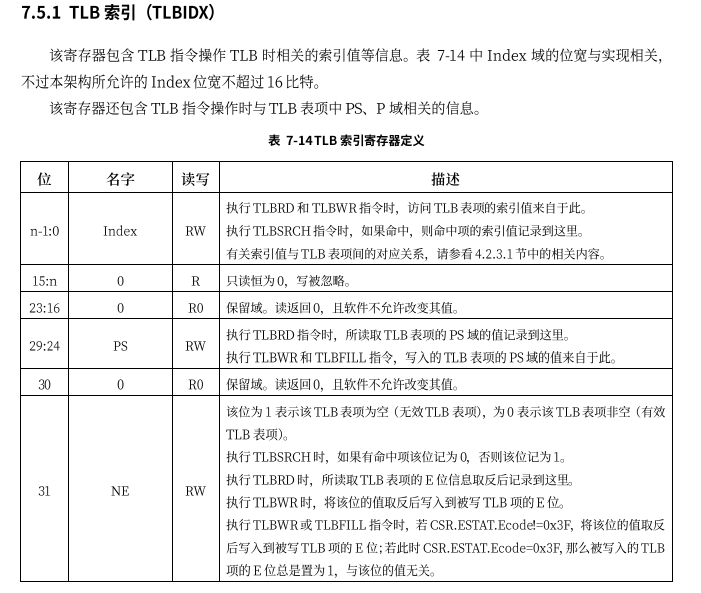 7.5.1 TLB 索引（TLBIDX）
该寄存器包含 TLB 指令操作 TLB 时相关的索引值等信息。表 7-14 中 Index 域的位宽与实现相关，
不过本架构所允许的 Index 位宽不超过 16 比特。
该寄存器还包含 TLB 指令操作时与 TLB 表项中 PS、P 域相关的信息。
表 7-14 TLB 索引寄存器定义
位 名字 读写 描述
n-1:0 Index RW 执行 TLBRD 和 TLBWR 指令时，访问 TLB 表项的索引值来自于此。
执行 TLBSRCH 指令时，如果命中，则命中项的索引值记录到这里。
有关索引值与 TLB 表项间的对应关系，请参看 4.2.3.1 节中的相关内容。
15:n 0 R 只读恒为 0，写被忽略。
23:16 0 R0 保留域。读返回 0，且软件不允许改变其值。
29:24 PS RW 执行 TLBRD 指令时，所读取 TLB 表项的 PS 域的值记录到这里。
执行 TLBWR 和 TLBFILL 指令，写入的 TLB 表项的 PS 域的值来自于此。
30 0 R0 保留域。读返回 0，且软件不允许改变其值。
31 NE RW 该位为 1 表示该 TLB 表项为空（无效 TLB 表项），为 0 表示该 TLB 表项非空（有效
TLB 表项）。
执行 TLBSRCH 时，如果有命中项该位记为 0，否则该位记为 1。
执行 TLBRD 时，所读取 TLB 表项的 E 位信息取反后记录到这里。
执行 TLBWR 时，将该位的值取反后写入到被写 TLB 项的 E 位。
执行 TLBWR 或 TLBFILL 指令时，若 CSR.ESTAT.Ecode!=0x3F，将该位的值取反
后写入到被写 TLB 项的 E 位；若此时 CSR.ESTAT.Ecode=0x3F，那么被写入的 TLB
项的 E 位总是置为 1，与该位的值无关。